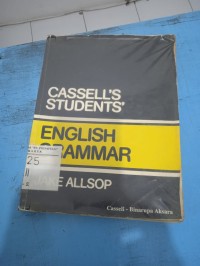 CASSELL'S
STUDENTS'
ENGLISH
GRAMMAR
25
ALLSOP
Cassell - Binarupa Aksara